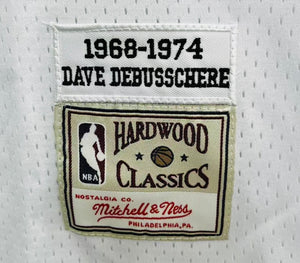 1968-1974
DAVE DEBUSSCHERE
HARDWOOD
NBA
CLASSICS
NOSTALGIA CO.
Mitchell & Ness
PHILADELPHIA, PA.